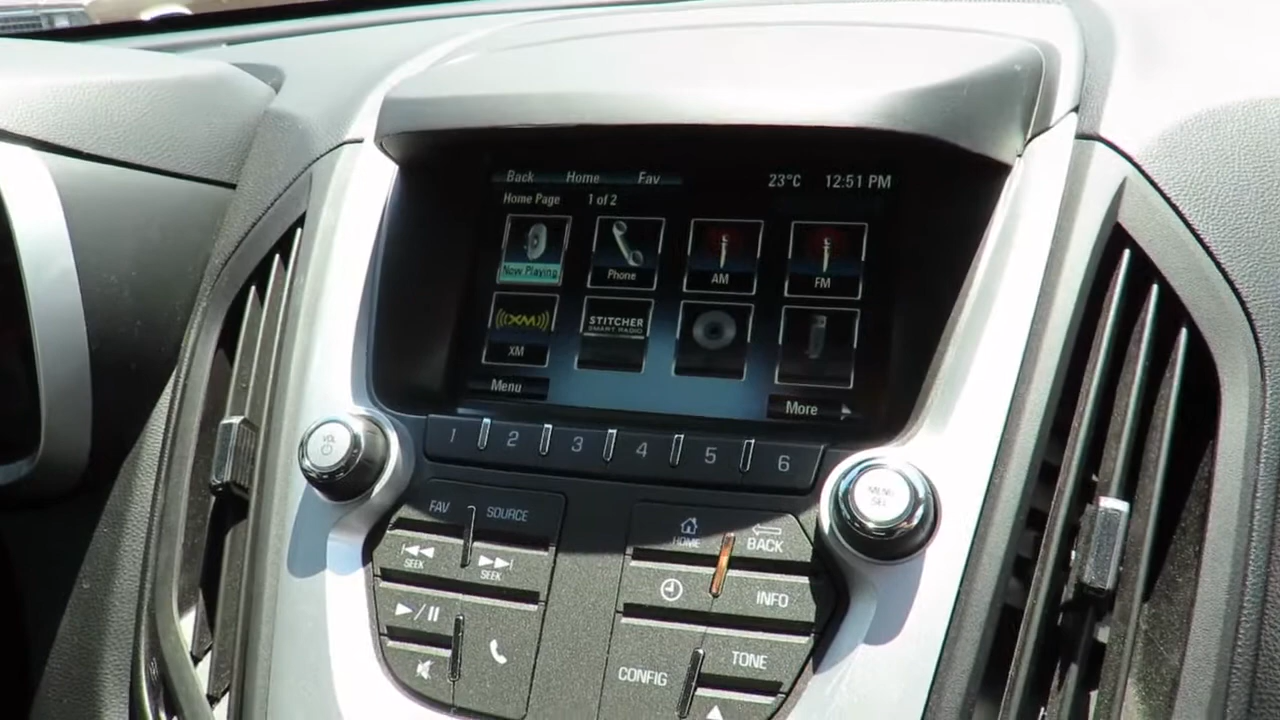 Back Home Fav 23°C 12:51 PM
Home Page 1 of 2
Now Playing Phone AM FM
XM STITCHER
SMART RADIO
XM
Menu More
1 2 3 4 5 6
VOL
MENU
SEL
FAV SOURCE
HOME BACK
SEEK SEEK
INFO
CONFIG TONE